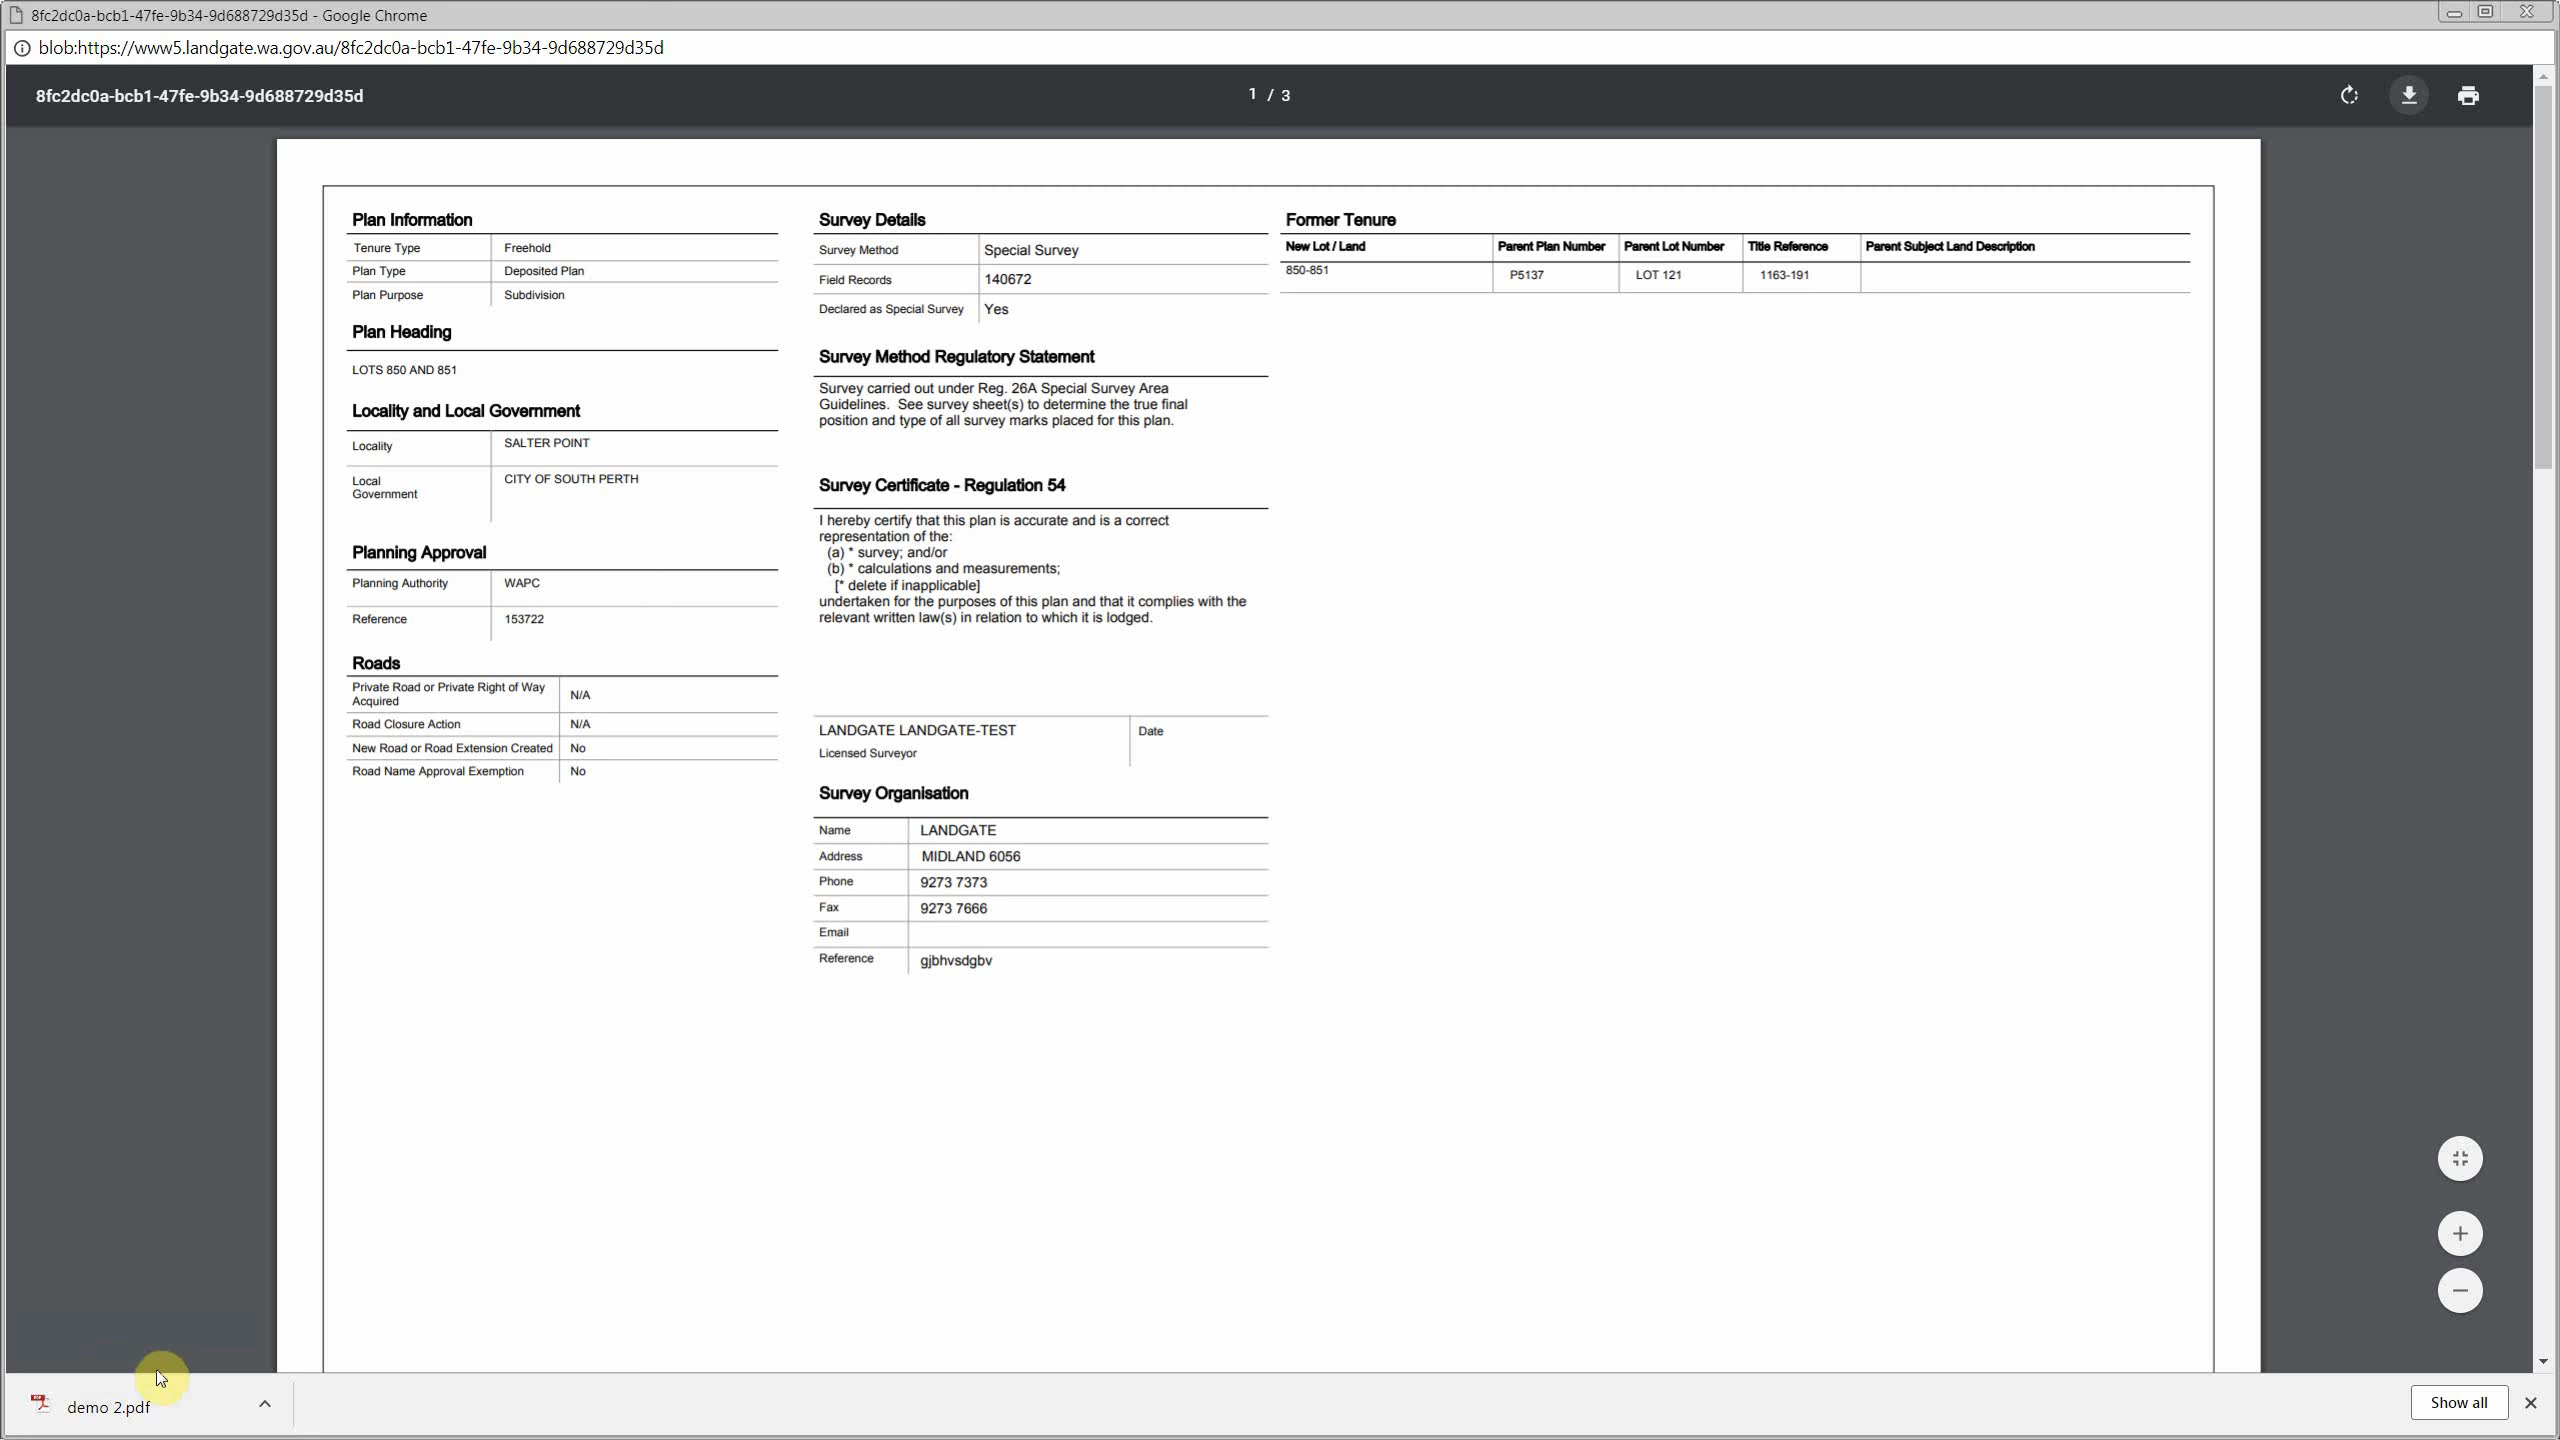 8fc2dc0a-bcb1-47fe-9b34-9d688729d35d - Google Chrome
blob:https://www5.landgate.wa.gov.au/8fc2dc0a-bcb1-47fe-9b34-9d688729d35d
8fc2dc0a-bcb1-47fe-9b34-9d688729d35d
1 / 3
Plan Information
Tenure Type Freehold
Plan Type Deposited Plan
Plan Purpose Subdivision
Plan Heading
LOTS 850 AND 851
Locality and Local Government
Locality SALTER POINT
Local CITY OF SOUTH PERTH
Government
Planning Approval
Planning Authority WAPC
Reference 153722
Roads
Private Road or Private Right of Way
Acquired N/A
Road Closure Action N/A
New Road or Road Extension Created No
Road Name Approval Exemption No
Survey Details
Survey Method Special Survey
Field Records 140672
Declared as Special Survey Yes
Survey Method Regulatory Statement
Survey carried out under Reg. 26A Special Survey Area
Guidelines. See survey sheet(s) to determine the true final
position and type of all survey marks placed for this plan.
Survey Certificate - Regulation 54
I hereby certify that this plan is accurate and is a correct
representation of the:
(a) * survey; and/or
(b) * calculations and measurements;
[* delete if inapplicable]
undertaken for the purposes of this plan and that it complies with the
relevant written law(s) in relation to which it is lodged.
LANDGATE LANDGATE-TEST Date
Licensed Surveyor
Survey Organisation
Name LANDGATE
Address MIDLAND 6056
Phone 9273 7373
Fax 9273 7666
Email
Reference gjbhvsdgbv
Former Tenure
New Lot / Land Parent Plan Number Parent Lot Number Title Reference Parent Subject Land Description
850-851 P5137 LOT 121 1163-191
demo 2.pdf
Show all